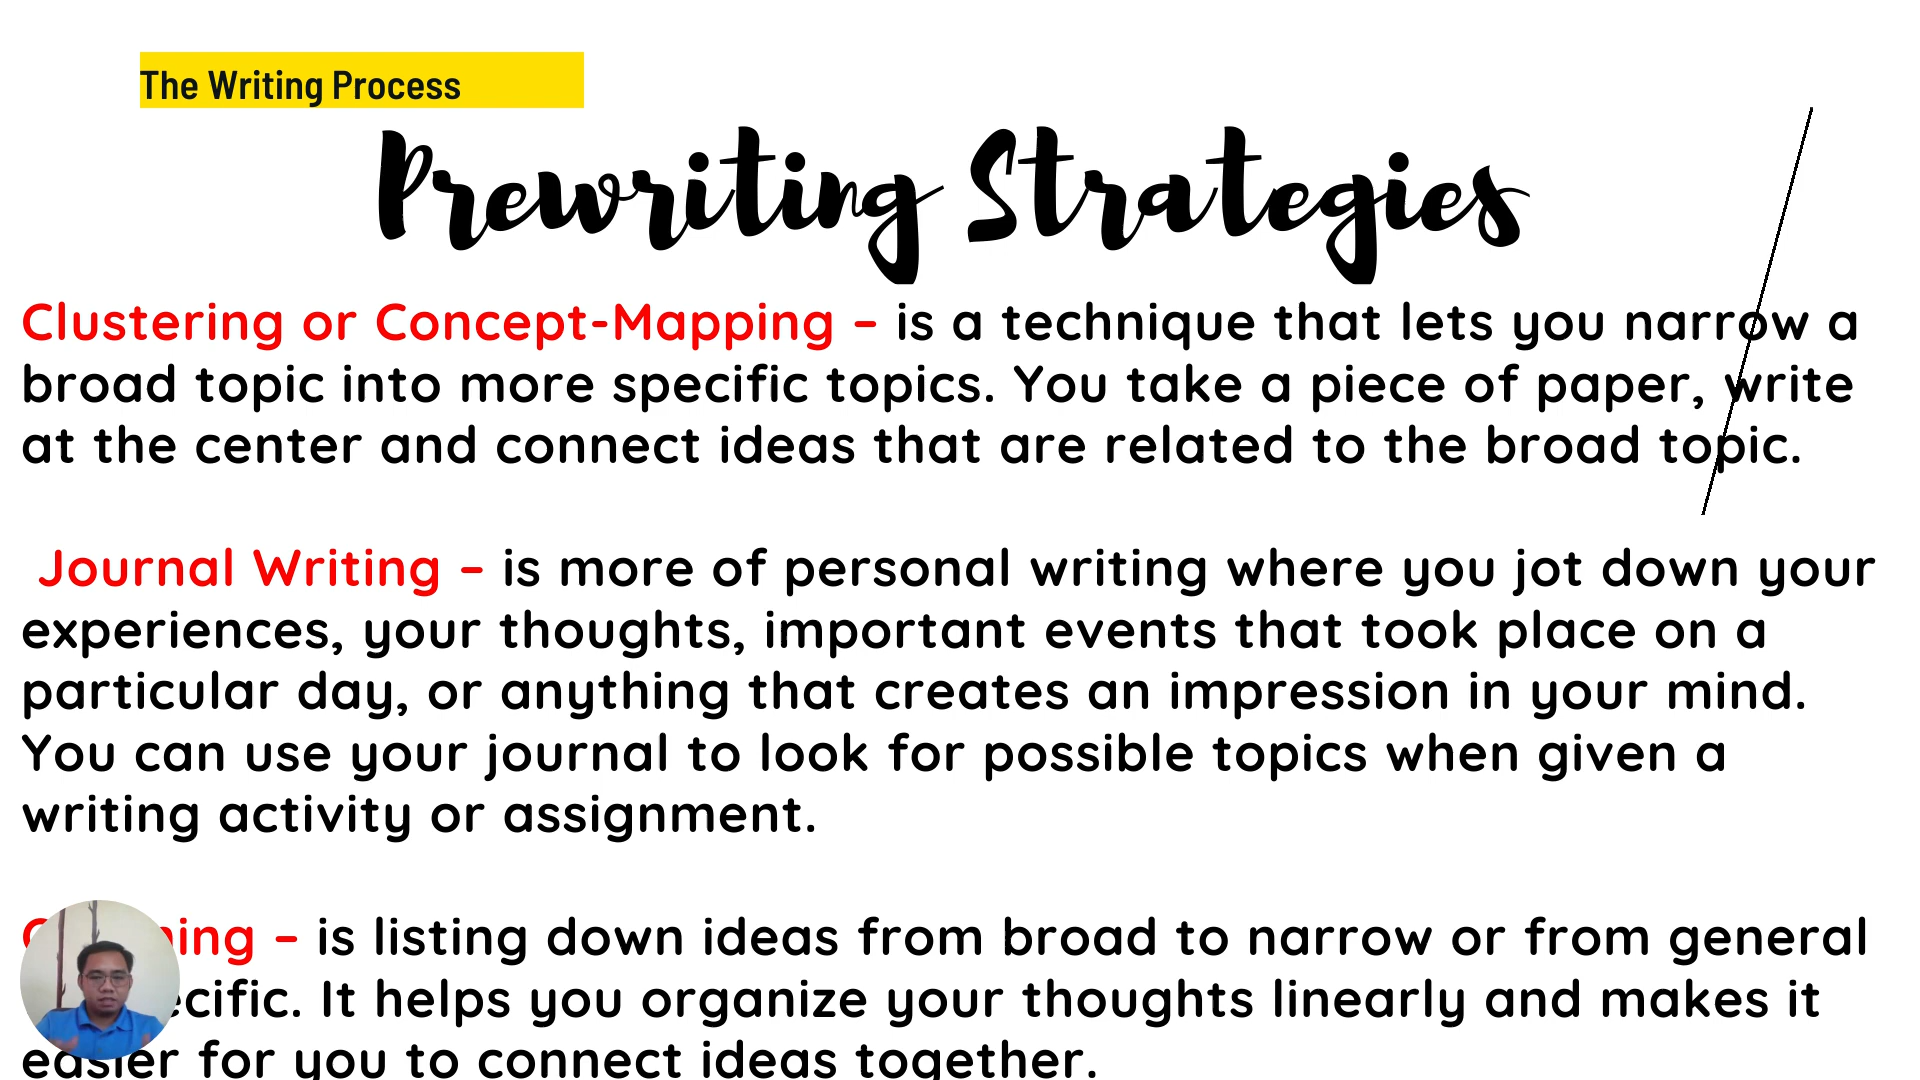 The Writing Process
Prewriting Strategies
Clustering or Concept-Mapping – is a technique that lets you narrow a
broad topic into more specific topics. You take a piece of paper, write
at the center and connect ideas that are related to the broad topic.
Journal Writing – is more of personal writing where you jot down your
experiences, your thoughts, important events that took place on a
particular day, or anything that creates an impression in your mind.
You can use your journal to look for possible topics when given a
writing activity or assignment.
– is listing down ideas from broad to narrow or from general
It helps you organize your thoughts linearly and makes it
easier for you to connect ideas together.